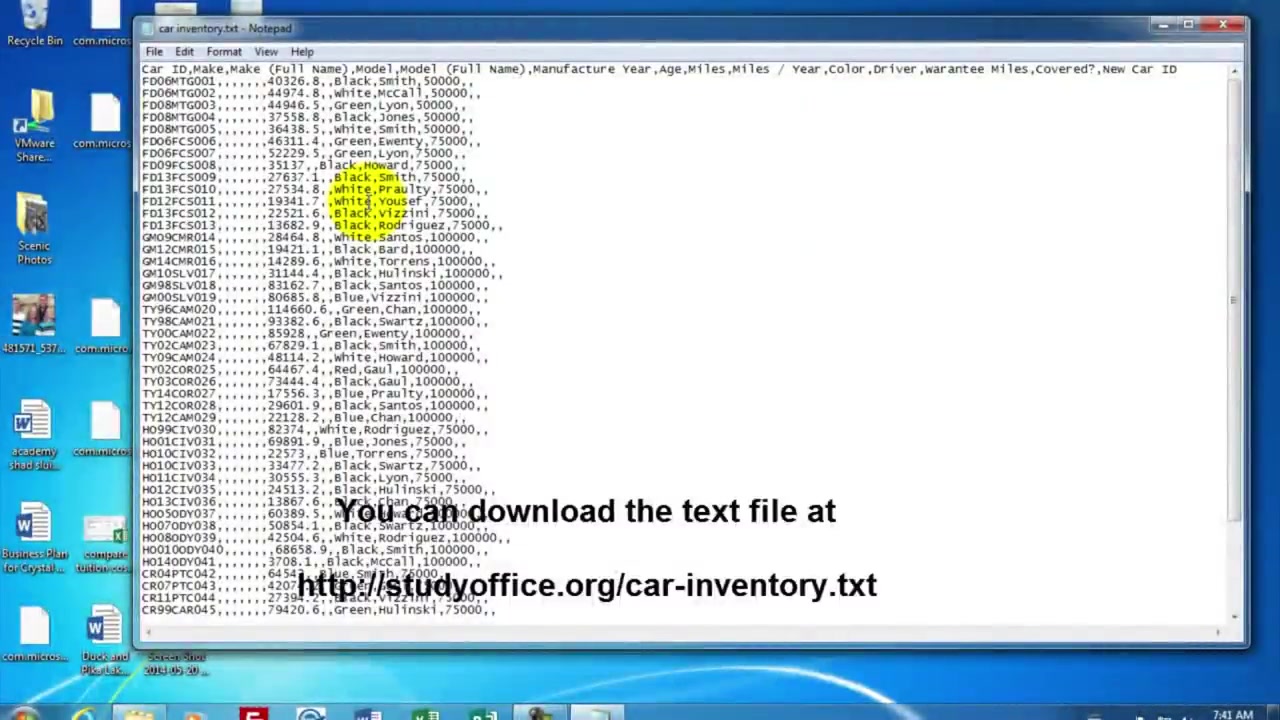 Recycle Bin
com.micros
car inventory.txt - Notepad
File Edit Format View Help
Car ID,Make,Make (Full Name),Model,Model (Full Name),Manufacture Year,Age,Miles,Miles / Year,Color,Driver,Warantee Miles,Covered?,New Car ID
FD06MTG001,,,,,,,40326.8,,Black,Smith,50000,,
FD06MTG002,,,,,,,44974.8,,White,McCall,50000,,
FD08MTG003,,,,,,,44946.5,,Green,Lyon,50000,,
FD08MTG004,,,,,,,37558.8,,Black,Jones,50000,,
FD08MTG005,,,,,,,36438.5,,White,Smith,50000,,
FD06FCS006,,,,,,,46311.4,,Green,Ewenty,75000,,
FD06FCS007,,,,,,,52229.5,,Green,Lyon,75000,,
FD09FCS008,,,,,,,35137,,Black,Howard,75000,,
FD13FCS009,,,,,,,27637.1,,Black,Smith,75000,,
FD13FCS010,,,,,,,27534.8,,White,Praulty,75000,,
FD12FCS011,,,,,,,19341.7,,White,Yousef,75000,,
FD13FCS012,,,,,,,22521.6,,Black,Vizzini,75000,,
FD13FCS013,,,,,,,13682.9,,Black,Rodriguez,75000,,
GM09CMR014,,,,,,,28464.8,,White,Santos,100000,,
GM12CMR015,,,,,,,19421.1,,Black,Bard,100000,,
GM14CMR016,,,,,,,14289.6,,White,Torrens,100000,,
GM10SLV017,,,,,,,31144.4,,Black,Hulinski,100000,,
GM98SLV018,,,,,,,83162.7,,Black,Santos,100000,,
GM00SLV019,,,,,,,80685.8,,Blue,Vizzini,100000,,
TY96CAM020,,,,,,,114660.6,,Green,Chan,100000,,
TY98CAM021,,,,,,,93382.6,,Black,Swartz,100000,,
TY00CAM022,,,,,,,85928,,Green,Ewenty,100000,,
TY02CAM023,,,,,,,67829.1,,Black,Smith,100000,,
TY09CAM024,,,,,,,48114.2,,White,Howard,100000,,
TY02COR025,,,,,,,64467.4,,Red,Gaul,100000,,
TY03COR026,,,,,,,73444.4,,Black,Gaul,100000,,
TY14COR027,,,,,,,17556.3,,Blue,Praulty,100000,,
TY12COR028,,,,,,,29601.9,,Black,Santos,100000,,
TY12CAM029,,,,,,,22128.2,,Blue,Chan,100000,,
HO99CIV030,,,,,,,82374,,White,Rodriguez,75000,,
HO01CIV031,,,,,,,69891.9,,Blue,Jones,75000,,
HO10CIV032,,,,,,,22573,,Blue,Torrens,75000,,
HO10CIV033,,,,,,,33477.2,,Black,Swartz,75000,,
HO11CIV034,,,,,,,30555.3,,Black,Lyon,75000,,
HO12CIV035,,,,,,,24513.2,,Black,Hulinski,75000,,
HO13CIV036,,,,,,,13867.6,,Black,Chan,75000,,
HO05ODY037,,,,,,,60389.5,,White,
HO07ODY038,,,,,,,50854.1,,Black,Swartz,100000,,
HO08ODY039,,,,,,,42504.6,,White,Rodriguez,100000,,
HO010ODY040,,,,,,,68658.9,,Black,Smith,100000,,
HO14ODY041,,,,,,,3708.1,,Black,McCall,100000,,
CR04PTC042,,,,,,,64542,,Blue,Smith,75000,,
CR07PTC043,,,,,,,
CR11PTC044,,,,,,,27394.2,,Black,Vizzini,75000,,
CR99CAR045,,,,,,,79420.6,,Green,Hulinski,75000,,
You can download the text file at
http://studyoffice.org/car-inventory.txt
VMware
Share...
com.micros
Scenic
Photos
481571_537...
com.micro
academy
shad slui...
com.micros
Business Plan
for Crystal...
compare
tuition cos...
com.micros...
Duck and
Pika Lak...
Screen Shot
2014-05-20 ...
7:41 AM